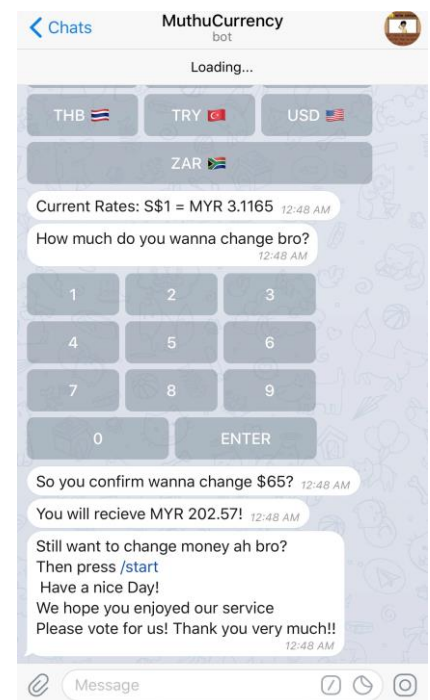 Chats
MuthuCurrency
bot
Loading...
THB 🇹🇭 TRY 🇹🇷 USD 🇺🇸
ZAR 🇿🇦
Current Rates: S$1 = MYR 3.1165 12:48 AM
How much do you wanna change bro?
12:48 AM
1 2 3
4 5 6
7 8 9
0 ENTER
So you confirm wanna change $65? 12:48 AM
You will recieve MYR 202.57! 12:48 AM
Still want to change money ah bro?
Then press /start
Have a nice Day!
We hope you enjoyed our service
Please vote for us! Thank you very much!!
12:48 AM
Message